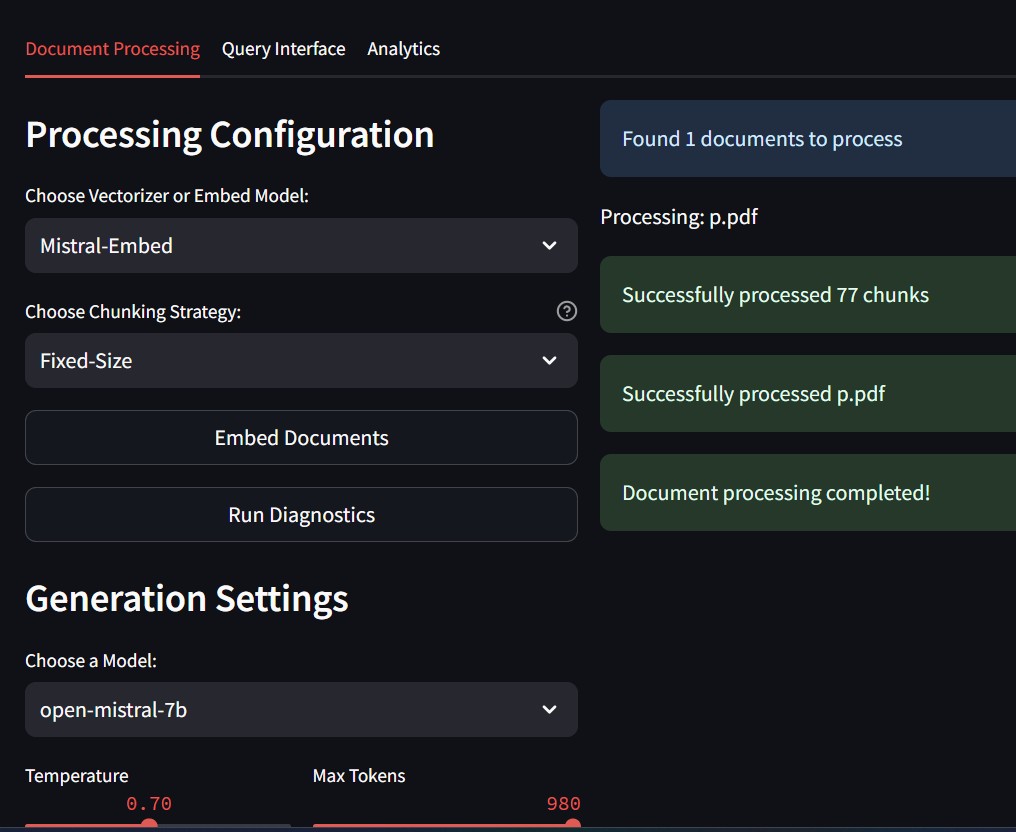 Document Processing Query Interface Analytics
Processing Configuration
Choose Vectorizer or Embed Model:
Mistral-Embed
Choose Chunking Strategy:
?
Fixed-Size
Embed Documents
Run Diagnostics
Generation Settings
Choose a Model:
open-mistral-7b
Temperature Max Tokens
0.70 980
Found 1 documents to process
Processing: p.pdf
Successfully processed 77 chunks
Successfully processed p.pdf
Document processing completed!